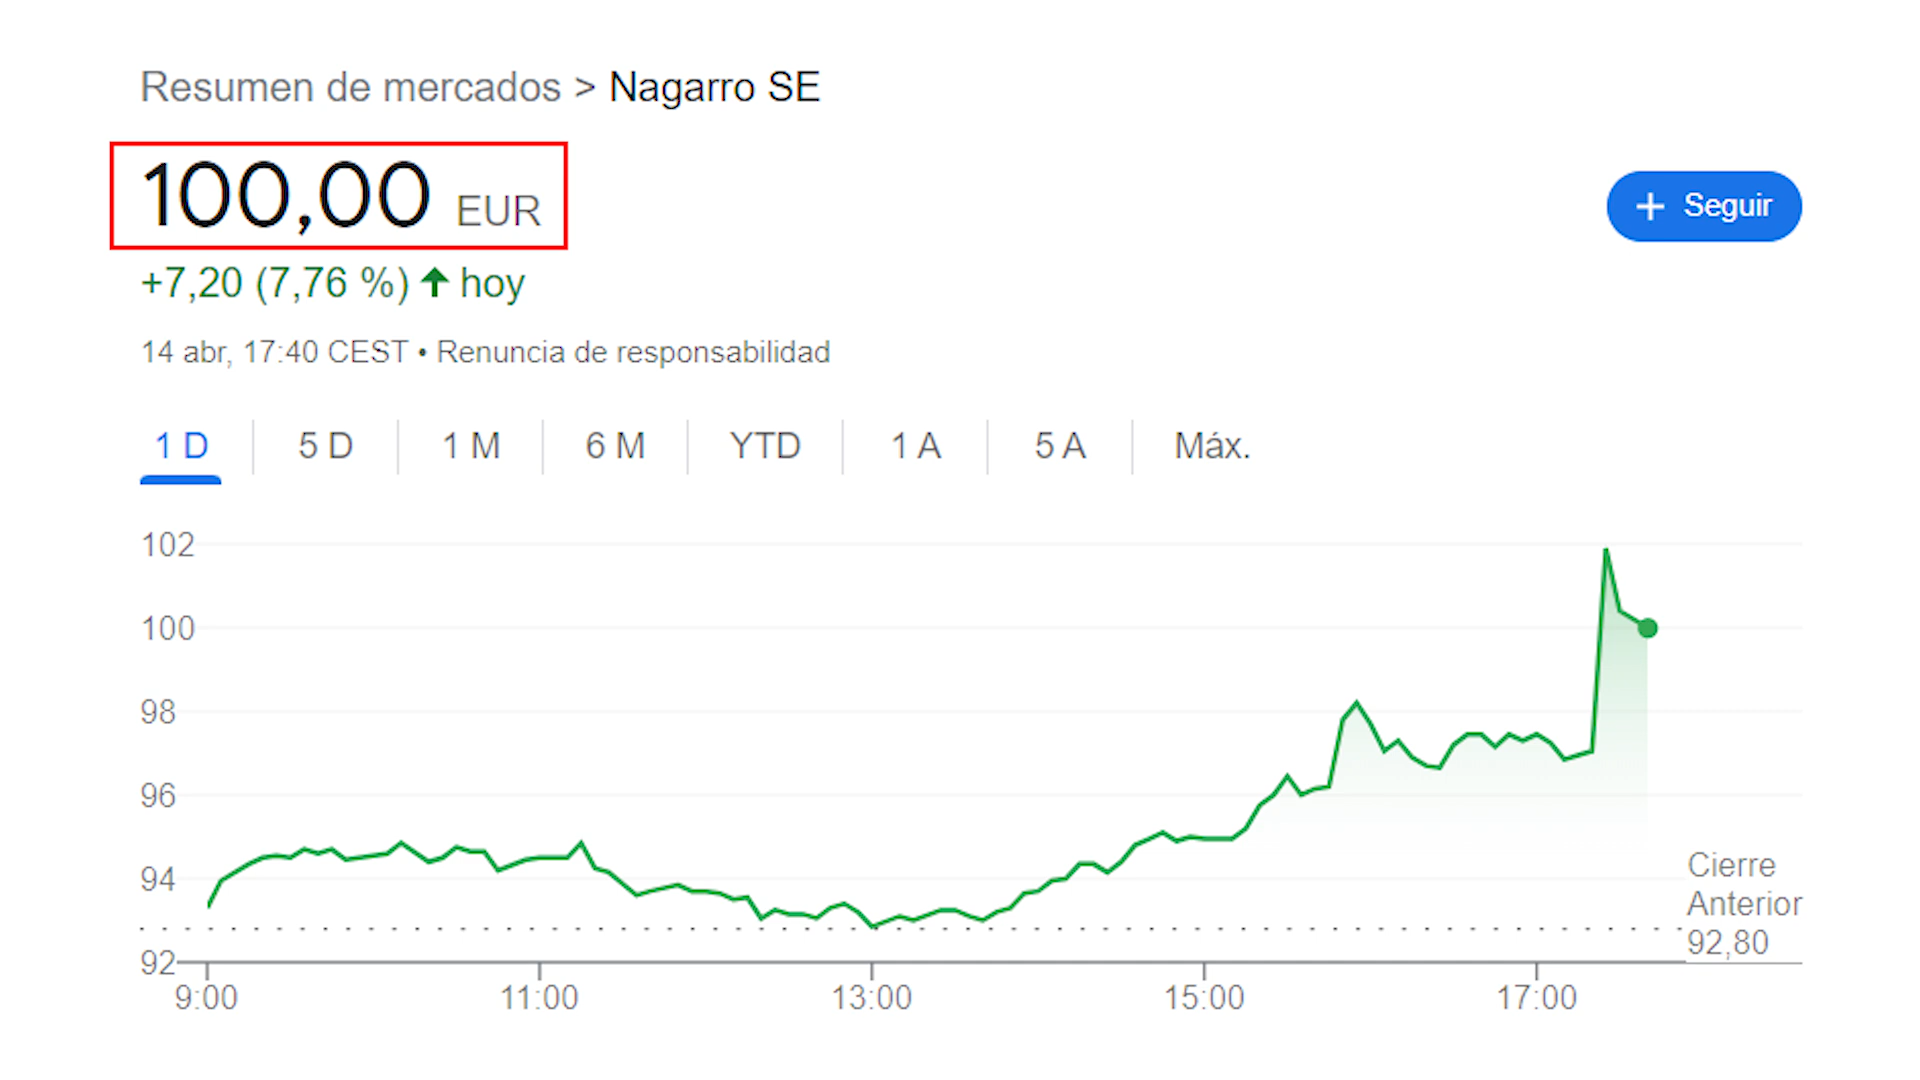 Resumen de mercados > Nagarro SE
100,00 EUR
+ Seguir
+7,20 (7,76 %) ↑ hoy
14 abr, 17:40 CEST • Renuncia de responsabilidad
1 D 5 D 1 M 6 M YTD 1 A 5 A Máx.
102
100
98
96
94
92
Cierre
Anterior
92,80
9:00 11:00 13:00 15:00 17:00